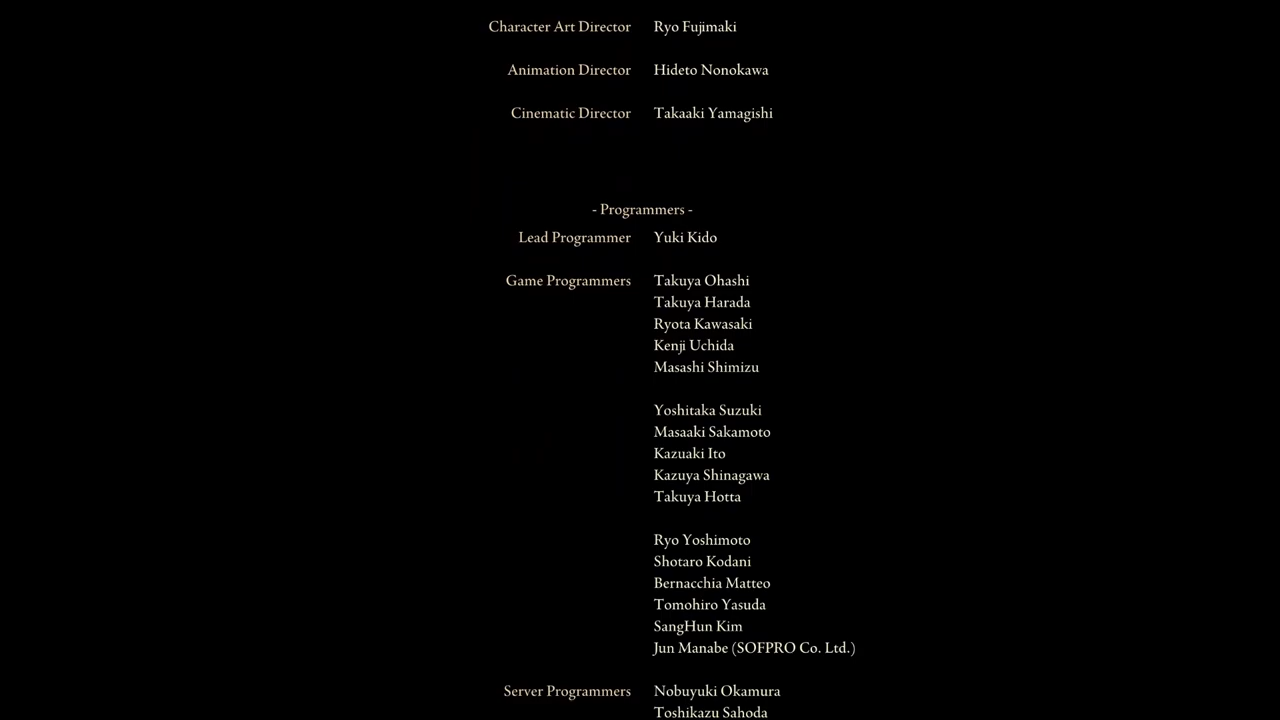 Character Art Director Ryo Fujimaki
Animation Director Hideto Nonokawa
Cinematic Director Takaaki Yamagishi
- Programmers -
Lead Programmer Yuki Kido
Game Programmers Takuya Ohashi
Takuya Harada
Ryota Kawasaki
Kenji Uchida
Masashi Shimizu
Yoshitaka Suzuki
Masaaki Sakamoto
Kazuaki Ito
Kazuya Shinagawa
Takuya Hotta
Ryo Yoshimoto
Shotaro Kodani
Bernacchia Matteo
Tomohiro Yasuda
SangHun Kim
Jun Manabe (SOFPRO Co. Ltd.)
Server Programmers Nobuyuki Okamura
Toshikazu Sahoda